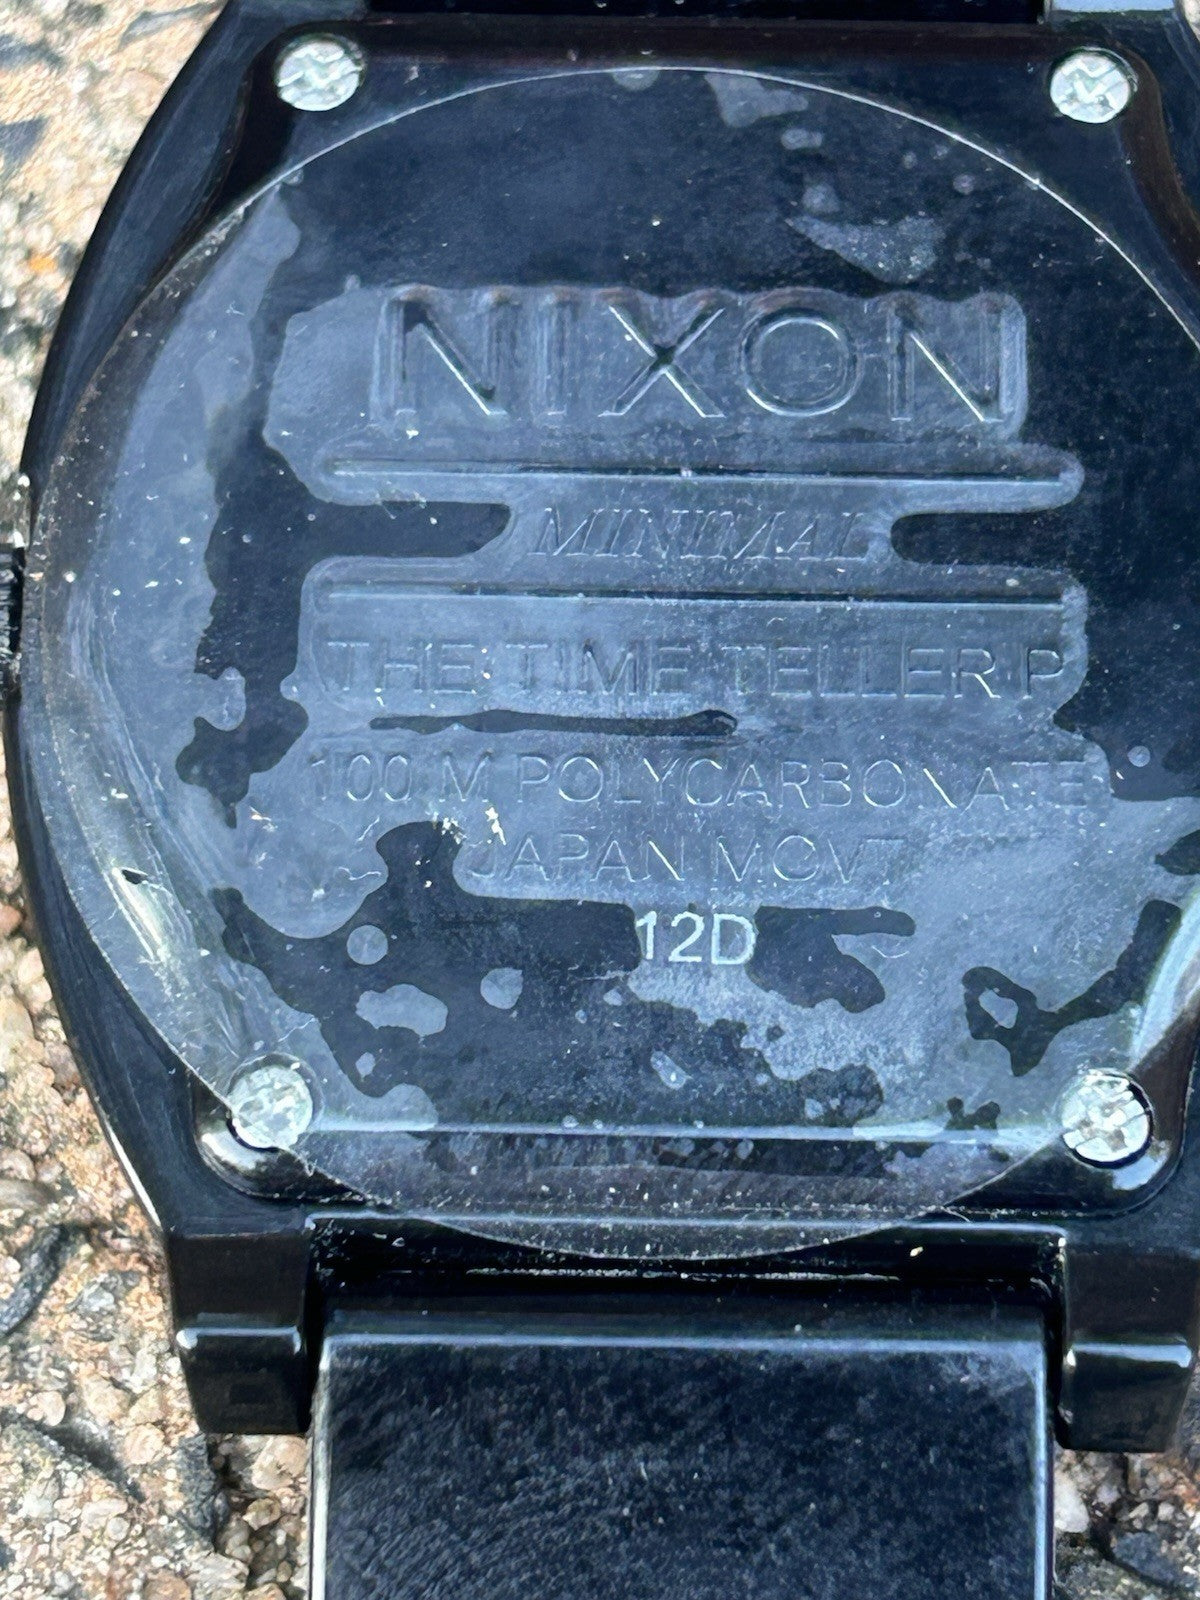 NIXON
MINIMAL
THE TIME TELLER P
100 M POLYCARBONATE
JAPAN MOVT
12D